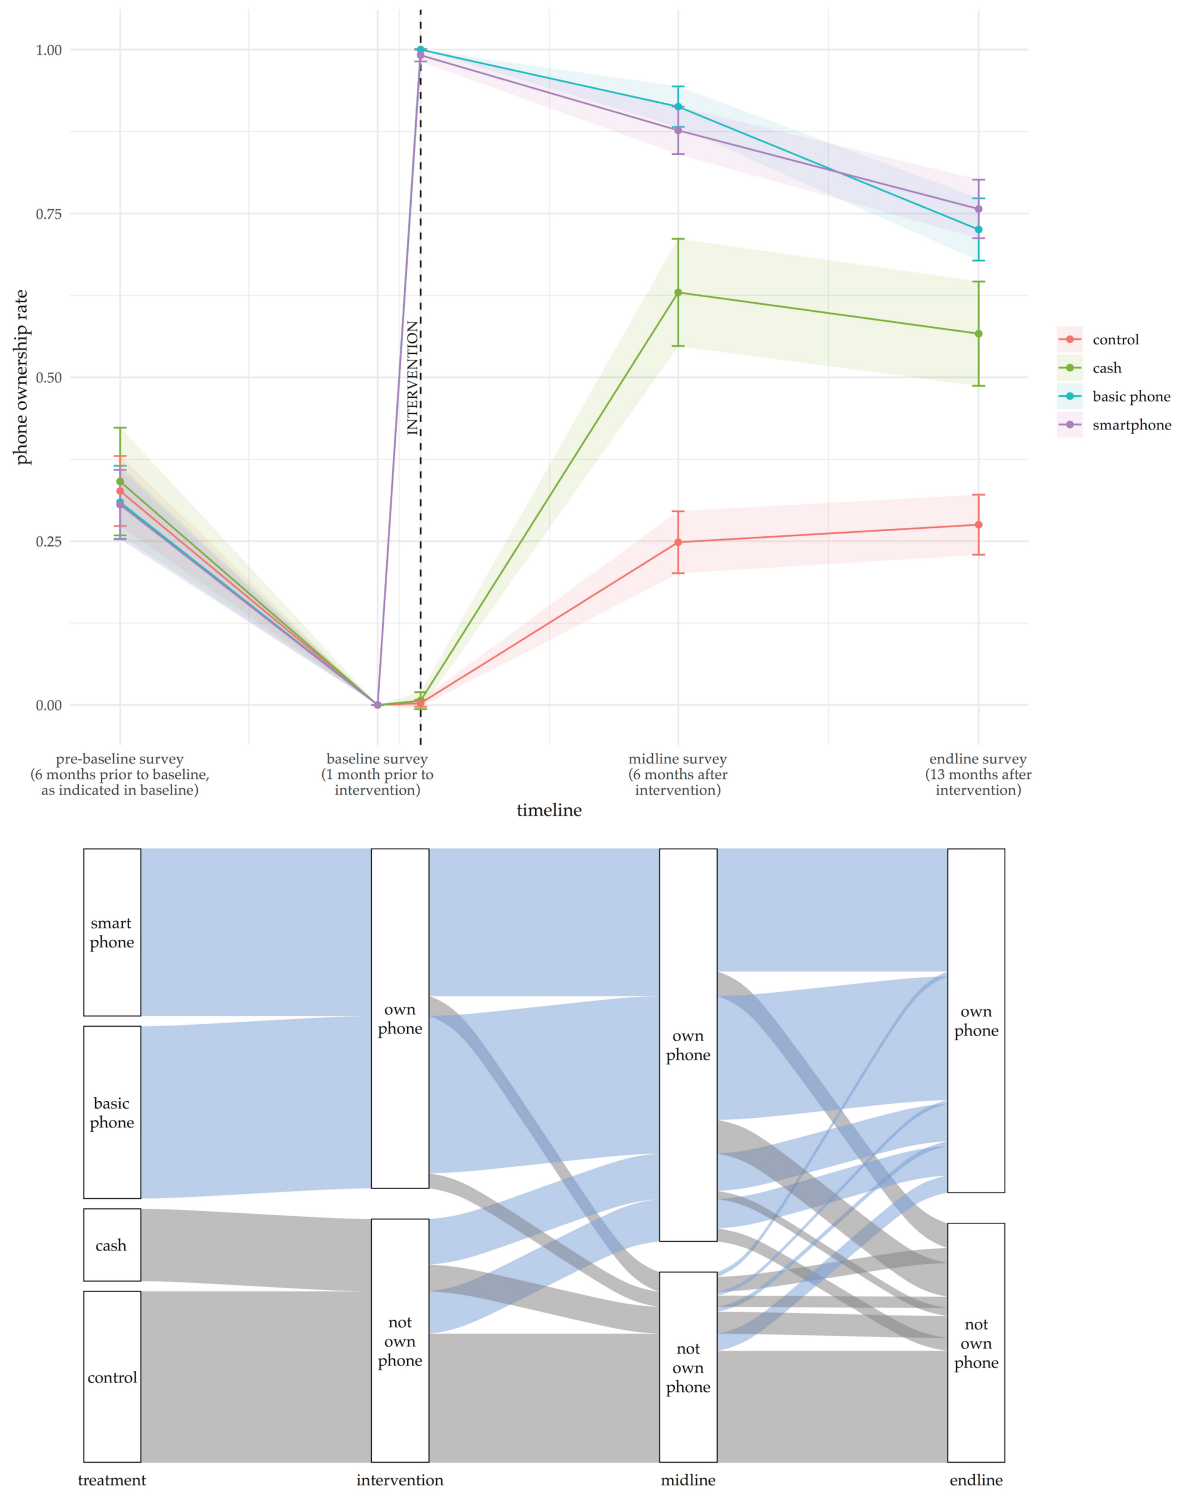 1.00
0.75
0.50
0.25
0.00
phone ownership rate
INTERVENTION
control
cash
basic phone
smartphone
pre-baseline survey
(6 months prior to baseline,
as indicated in baseline)
baseline survey
(1 month prior to
intervention)
midline survey
(6 months after
intervention)
endline survey
(13 months after
intervention)
timeline
smart
phone
basic
phone
cash
control
own
phone
not
own
phone
own
phone
not
own
phone
own
phone
not
own
phone
treatment
intervention
midline
endline